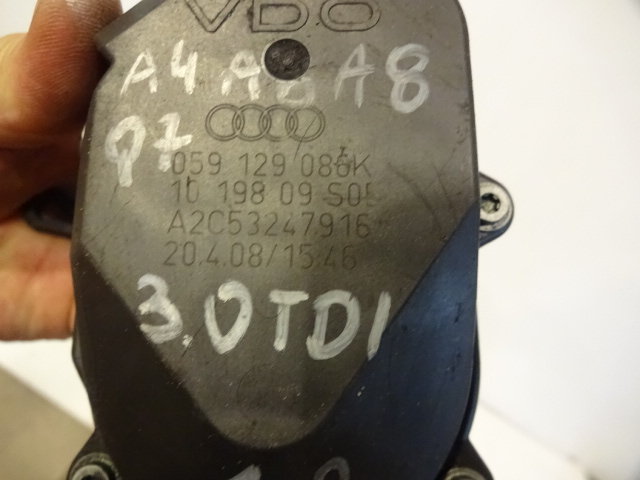 VDO
A4 A6 A8
Q7
059 129 086K
10 198 09 S05
A2C53247916
20.4.08/15.46
3.0TDI